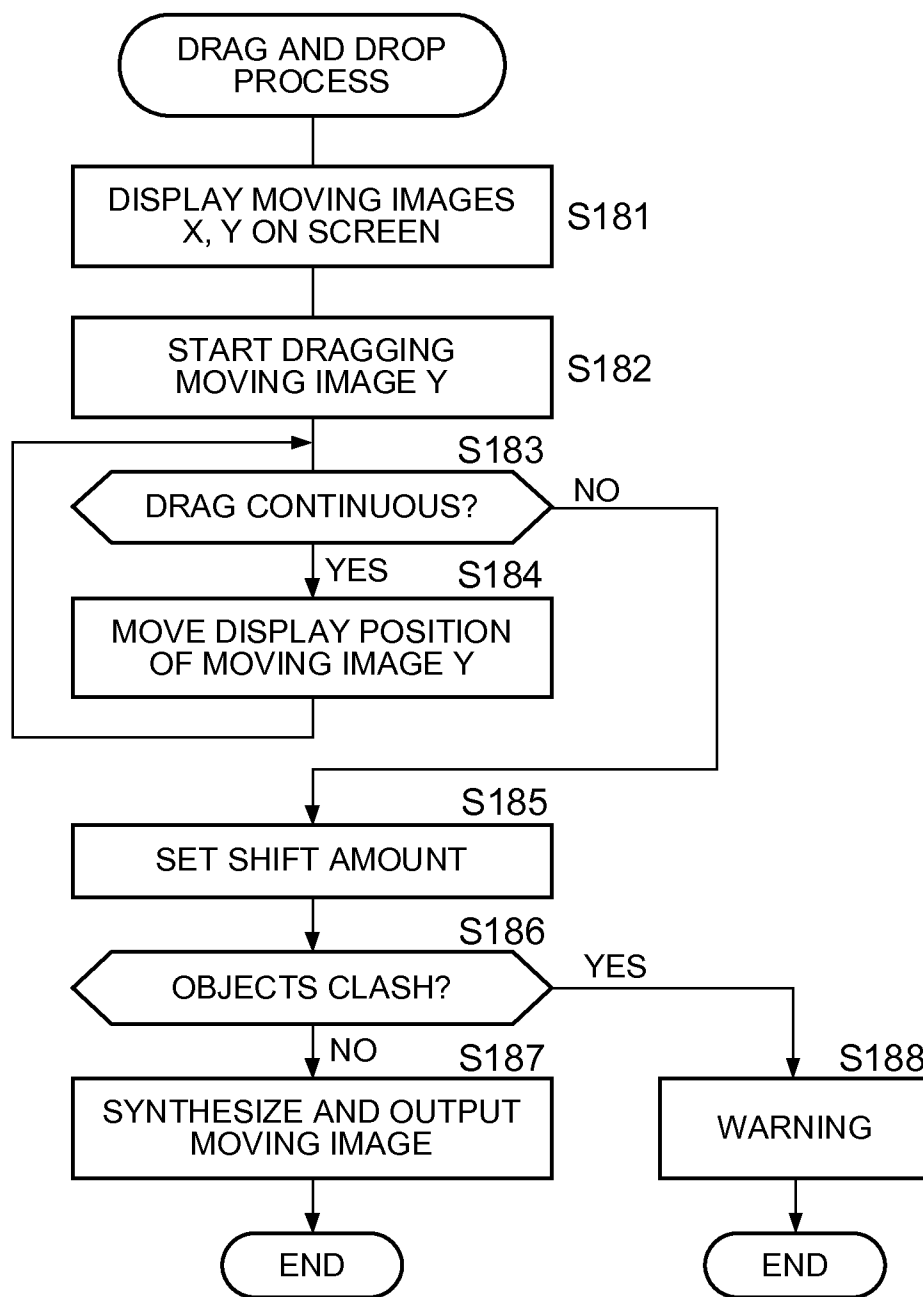 DRAG AND DROP
PROCESS
DISPLAY MOVING IMAGES
X, Y ON SCREEN
S181
START DRAGGING
MOVING IMAGE Y
S182
S183
DRAG CONTINUOUS?
NO
YES
S184
MOVE DISPLAY POSITION
OF MOVING IMAGE Y
S185
SET SHIFT AMOUNT
S186
OBJECTS CLASH?
YES
NO
S187
SYNTHESIZE AND OUTPUT
MOVING IMAGE
S188
WARNING
END
END